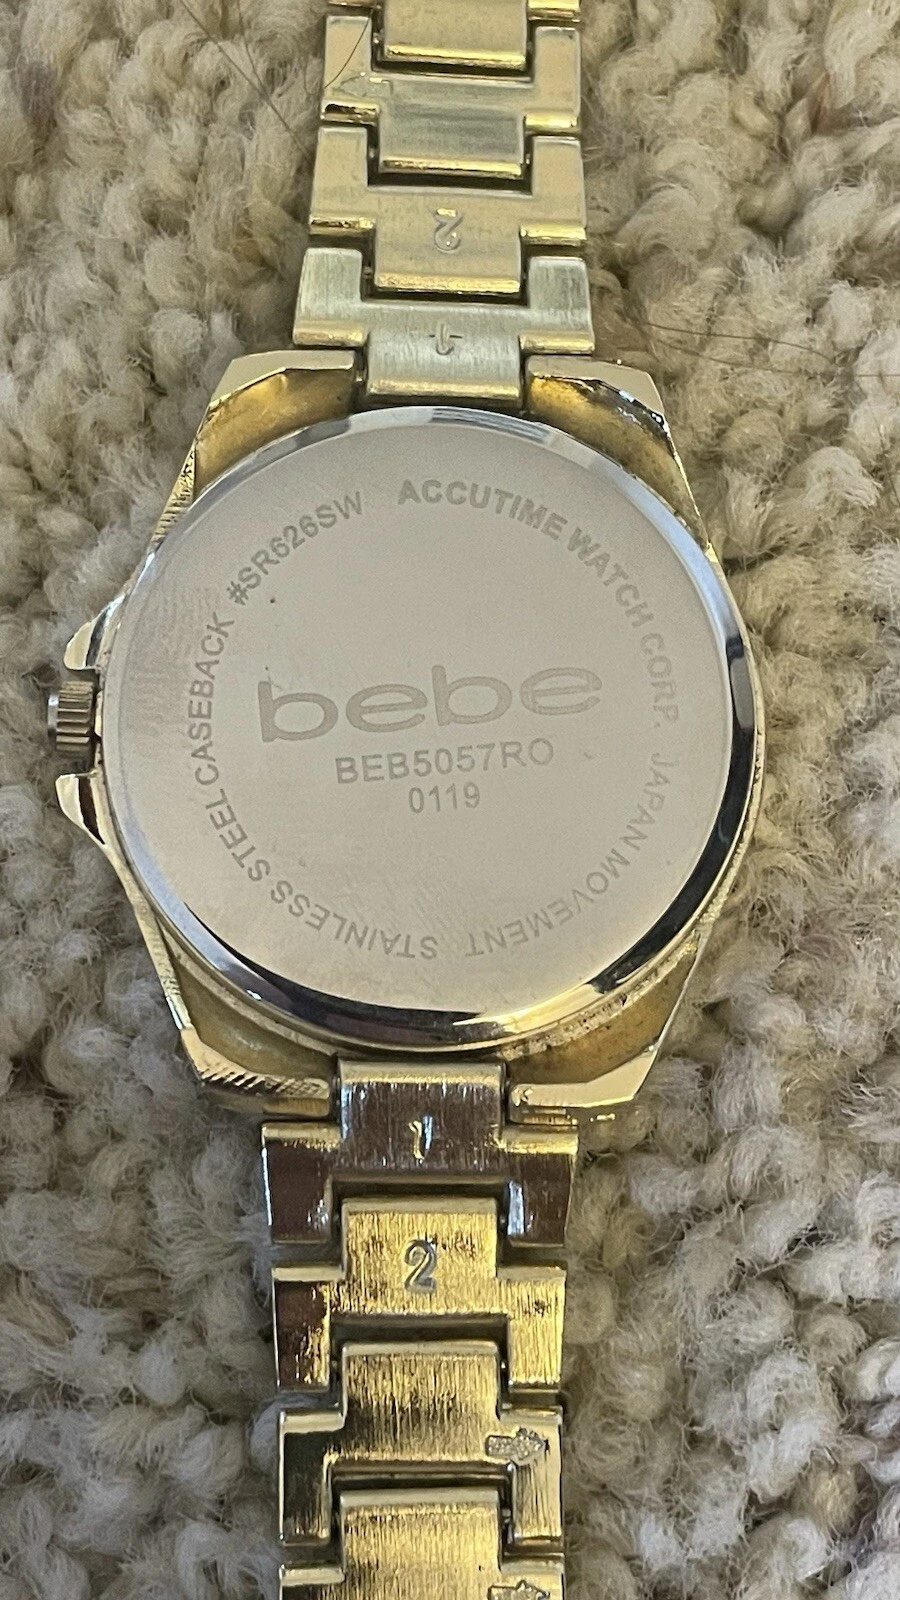 2
1
ACCUTIME WATCH CORP. JAPAN MOVEMENT STAINLESS STEEL CASEBACK #SR626SW
bebe
BEB5057RO
0119
1
2